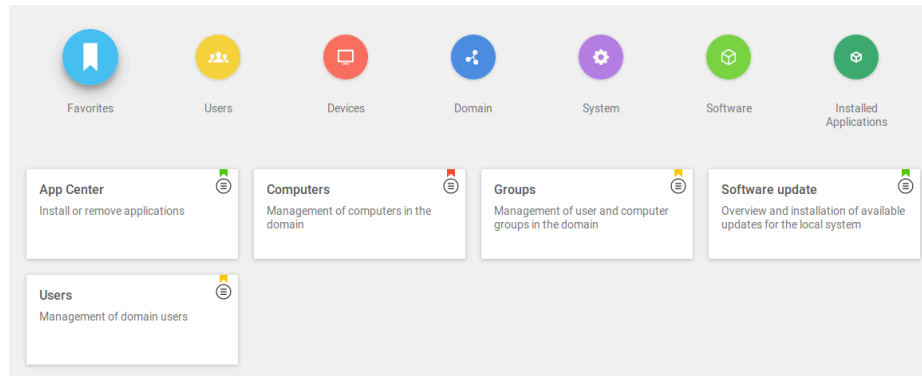 Favorites
Users
Devices
Domain
System
Software
Installed
Applications
App Center
Install or remove applications
Computers
Management of computers in the
domain
Groups
Management of user and computer
groups in the domain
Software update
Overview and installation of available
updates for the local system
Users
Management of domain users